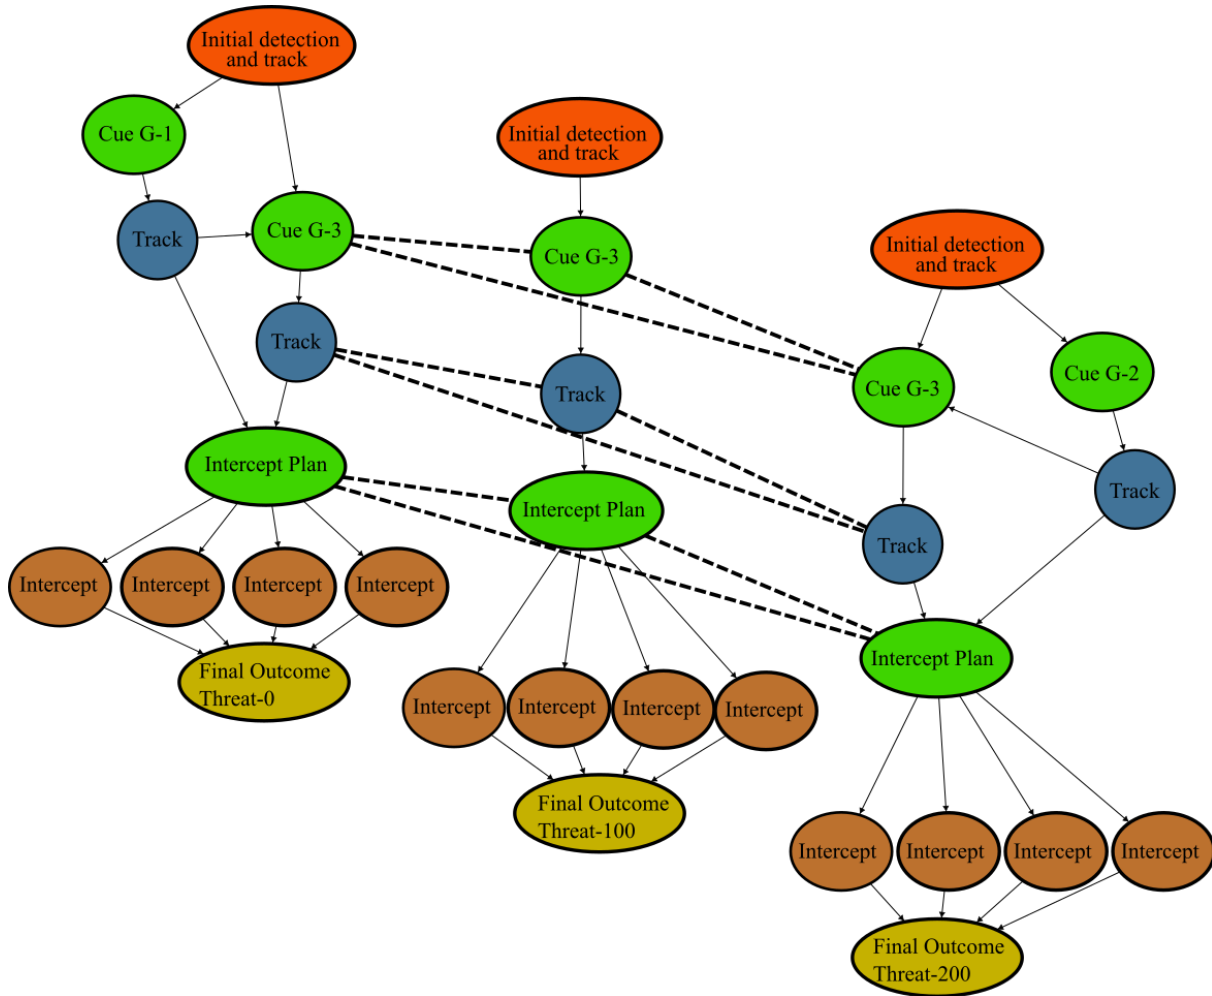 Initial detection
and track
Cue G-1
Initial detection
and track
Track
Cue G-3
Cue G-3
Initial detection
and track
Track
Track
Cue G-3
Cue G-2
Intercept Plan
Intercept Plan
Track
Track
Intercept
Intercept
Intercept
Intercept
Final Outcome
Threat-0
Intercept Plan
Intercept
Intercept
Intercept
Intercept
Final Outcome
Threat-100
Intercept
Intercept
Intercept
Intercept
Final Outcome
Threat-200